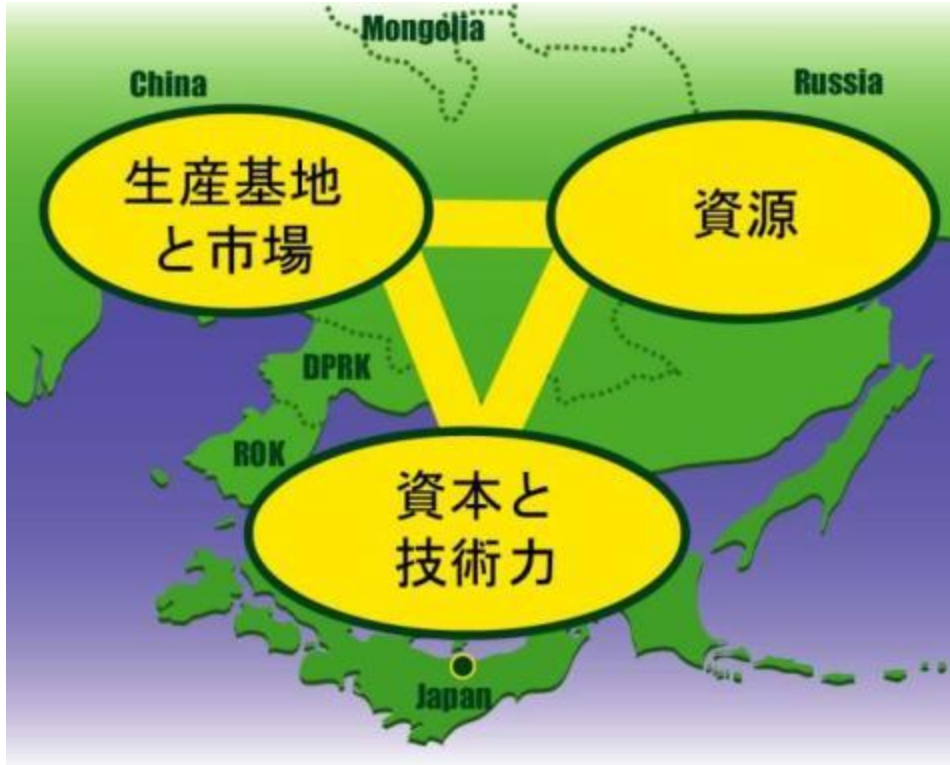 Mongolia
China
Russia
生産基地
と市場
資源
DPRK
ROK
資本と
技術力
Japan